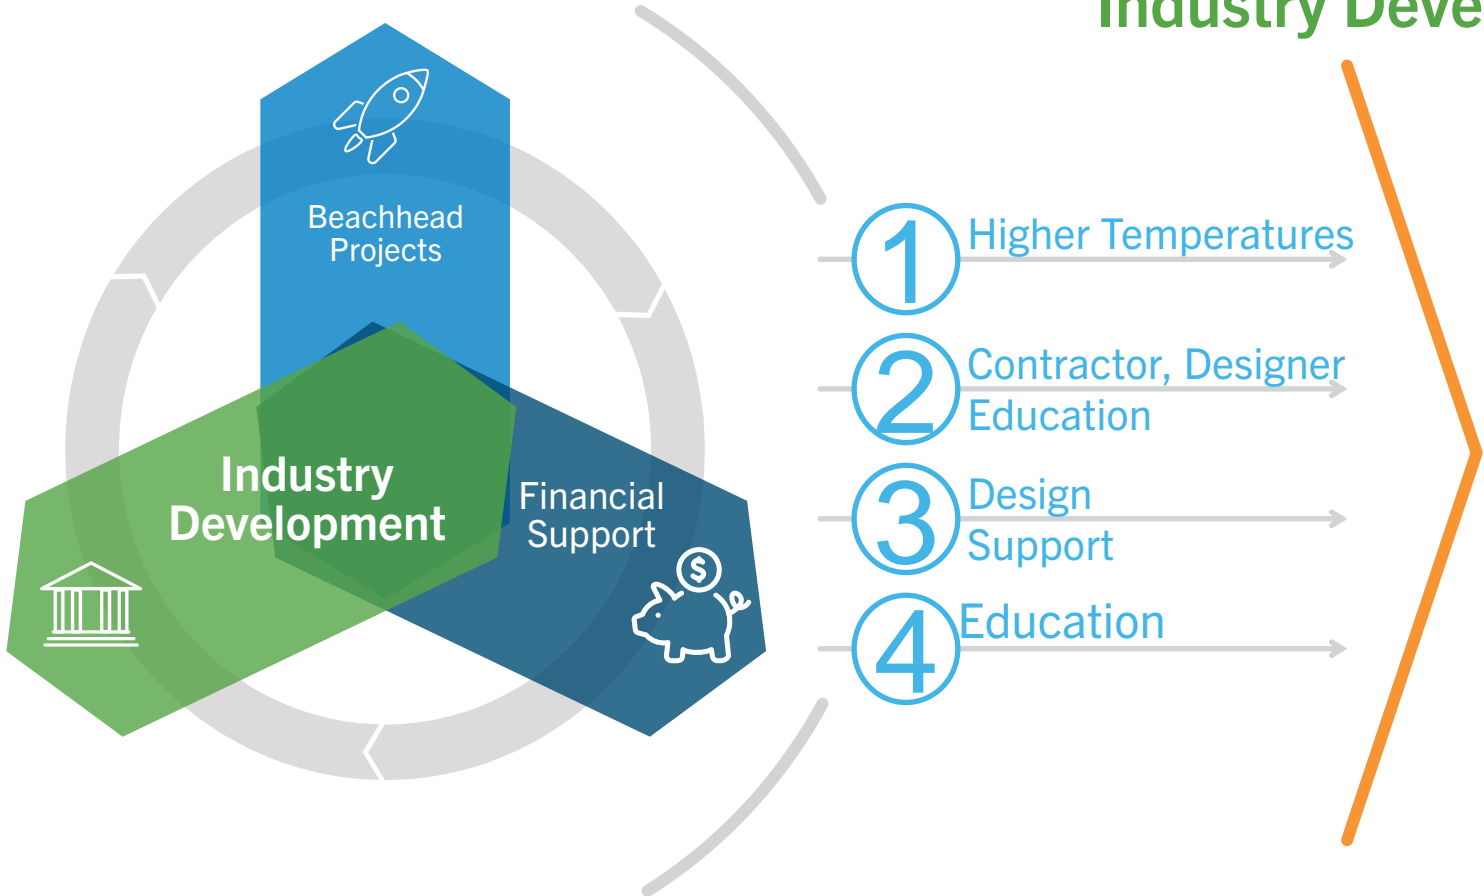 Industry Deve
Beachhead
Projects
Industry
Development
Financial
Support
$
1 Higher Temperatures
2 Contractor, Designer
Education
3 Design
Support
4 Education